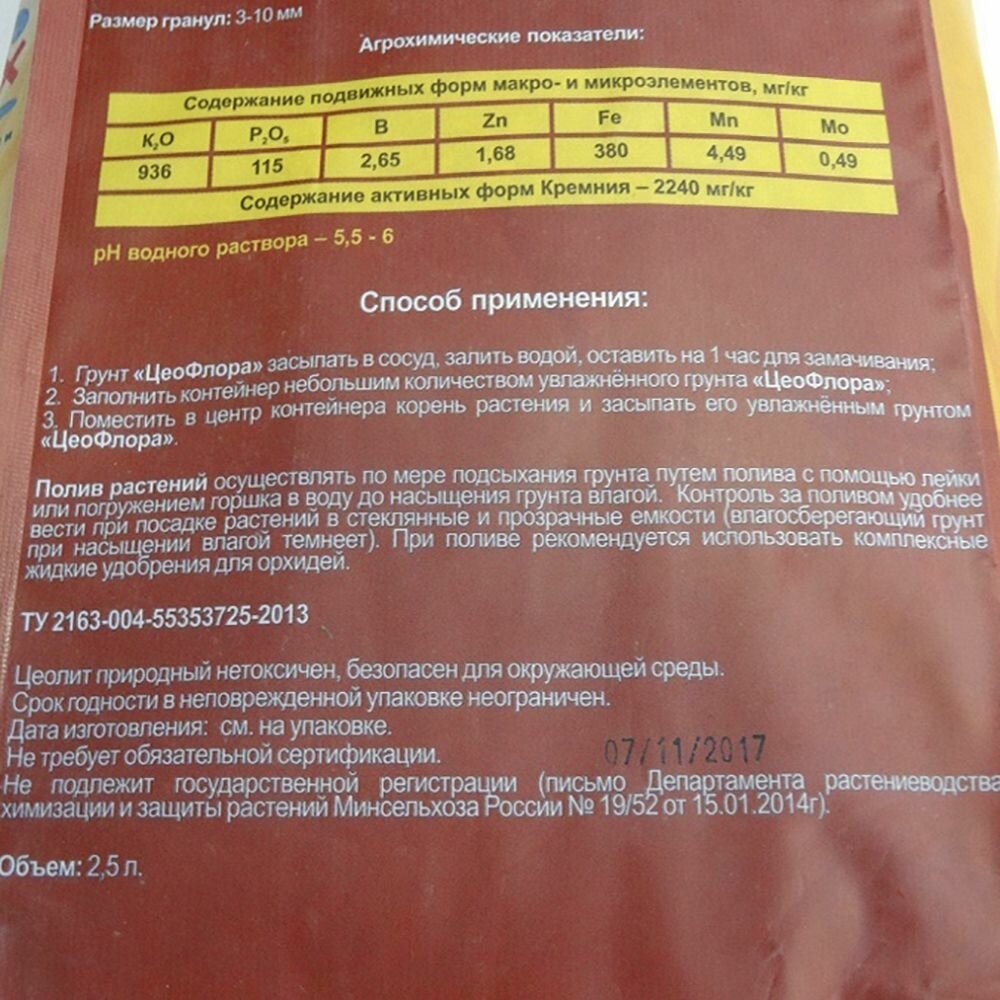 Размер гранул: 3-10 мм
Агрохимические показатели:
Содержание подвижных форм макро- и микроэлементов, мг/кг
K₂O P₂O₅ B Zn Fe Mn Mo
936 115 2,65 1,68 380 4,49 0,49
Содержание активных форм Кремния – 2240 мг/кг
pH водного раствора – 5,5 - 6
Способ применения:
1. Грунт «ЦеоФлора» засыпать в сосуд, залить водой, оставить на 1 час для замачивания;
2. Заполнить контейнер небольшим количеством увлажнённого грунта «ЦеоФлора»;
3. Поместить в центр контейнера корень растения и засыпать его увлажнённым грунтом
«ЦеоФлора».
Полив растений осуществлять по мере подсыхания грунта путем полива с помощью лейки
или погружением горшка в воду до насыщения грунта влагой. Контроль за поливом удобнее
вести при посадке растений в стеклянные и прозрачные емкости (влагосберегающий грунт
при насыщении влагой темнеет). При поливе рекомендуется использовать комплексные
жидкие удобрения для орхидей.
ТУ 2163-004-55353725-2013
Цеолит природный нетоксичен, безопасен для окружающей среды.
Срок годности в неповрежденной упаковке неограничен.
Дата изготовления: см. на упаковке.
Не требует обязательной сертификации. 07/11/2017
Не подлежит государственной регистрации (письмо Департамента растениеводства
химизации и защиты растений Минсельхоза России № 19/52 от 15.01.2014г).
Объем: 2,5 л.